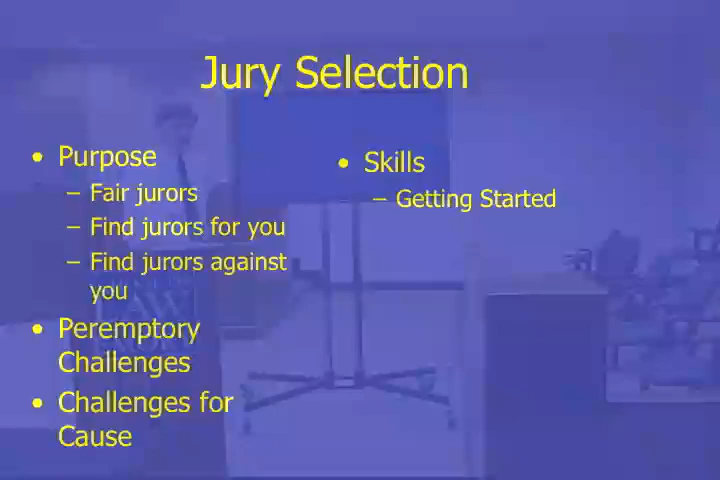 Jury Selection
• Purpose
– Fair jurors
– Find jurors for you
– Find jurors against
you
• Peremptory
Challenges
• Challenges for
Cause
• Skills
– Getting Started